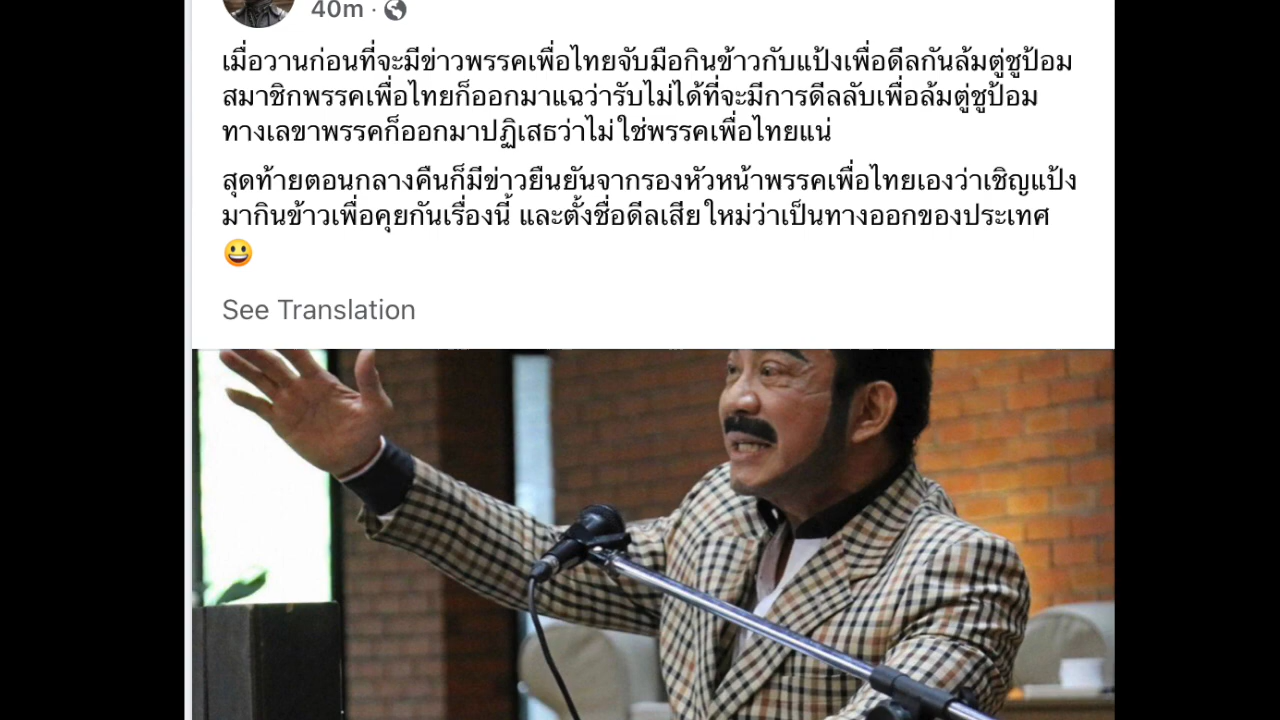 40m ·
เมื่อวานก่อนที่จะมีข่าวพรรคเพื่อไทยจับมือกินข้าวกับแป้งเพื่อดีลกันล้มตู่ชูป้อม
สมาชิกพรรคเพื่อไทยก็ออกมาแฉว่ารับไม่ได้ที่จะมีการดีลลับเพื่อล้มตู่ชูป้อม
ทางเลขาพรรคก็ออกมาปฏิเสธว่าไม่ใช่พรรคเพื่อไทยแน่
สุดท้ายตอนกลางคืนก็มีข่าวยืนยันจากรองหัวหน้าพรรคเพื่อไทยเองว่าเชิญแป้ง
มากินข้าวเพื่อคุยกันเรื่องนี้ และตั้งชื่อดีลเสียใหม่ว่าเป็นทางออกของประเทศ
😃
See Translation